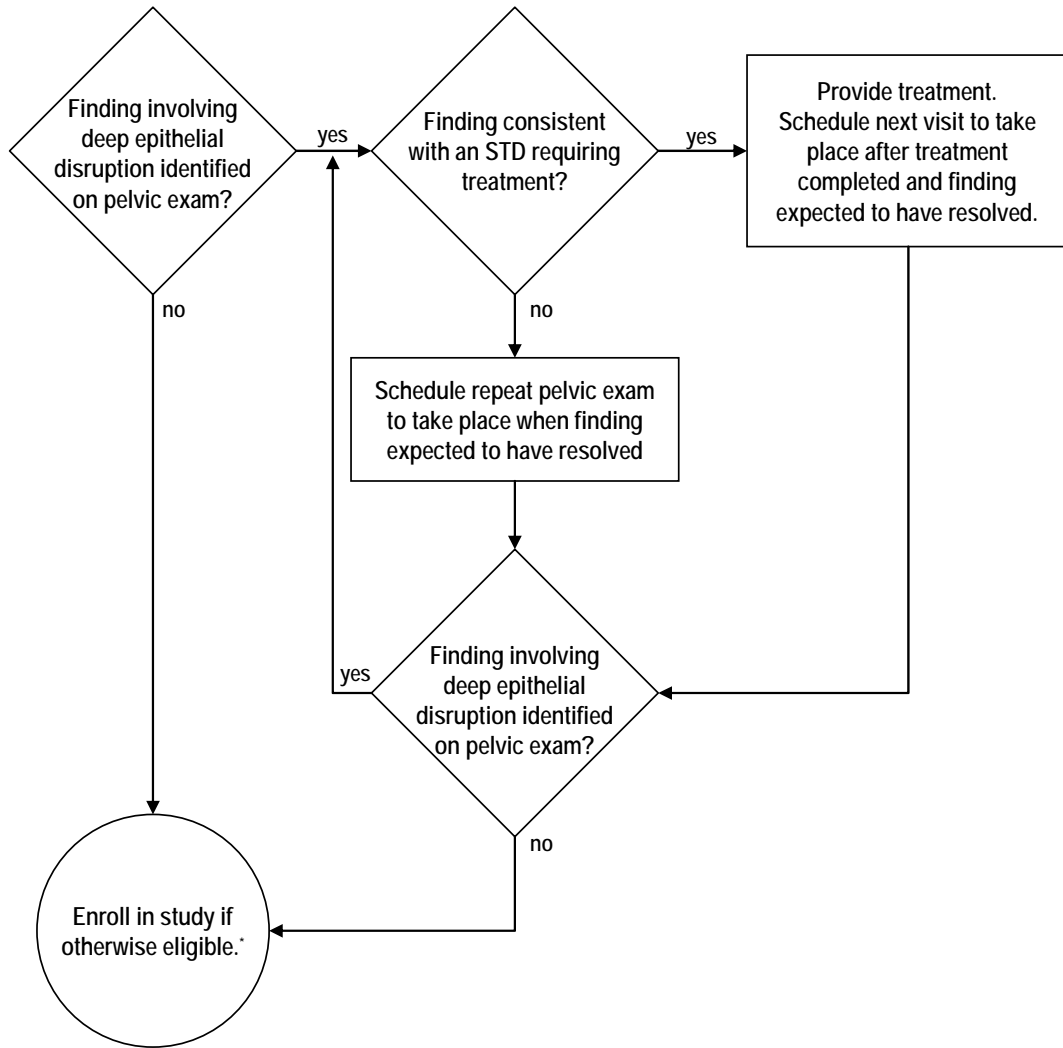 Finding involving
deep epithelial
disruption identified
on pelvic exam?
yes
Finding consistent
with an STD requiring
treatment?
yes
Provide treatment.
Schedule next visit to take
place after treatment
completed and finding
expected to have resolved.
no
no
Schedule repeat pelvic exam
to take place when finding
expected to have resolved
yes
Finding involving
deep epithelial
disruption identified
on pelvic exam?
no
Enroll in study if
otherwise eligible.*